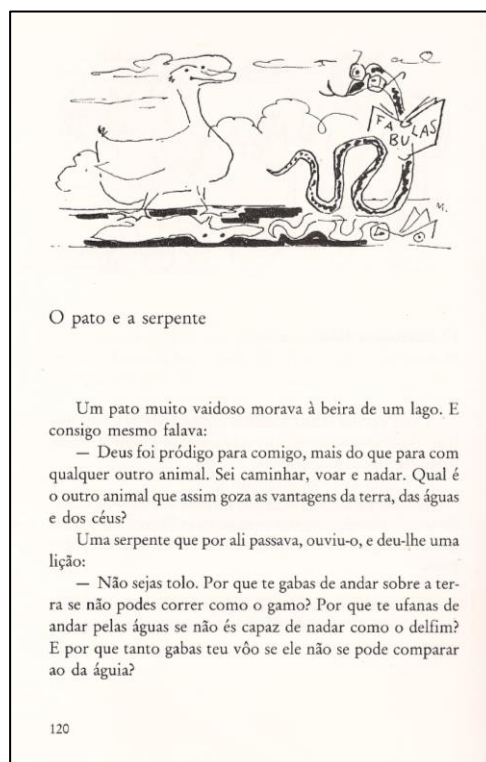 FA
BU
LAS
M.
O pato e a serpente
Um pato muito vaidoso morava à beira de um lago. E
consigo mesmo falava:
— Deus foi pródigo para comigo, mais do que para com
qualquer outro animal. Sei caminhar, voar e nadar. Qual é
o outro animal que assim goza as vantagens da terra, das águas
e dos céus?
Uma serpente que por ali passava, ouviu-o, e deu-lhe uma
lição:
— Não sejas tolo. Por que te gabas de andar sobre a ter-
ra se não podes correr como o gamo? Por que te ufanas de
andar pelas águas se não és capaz de nadar como o delfim?
E por que tanto gabas teu vôo se ele não se pode comparar
ao da águia?
120